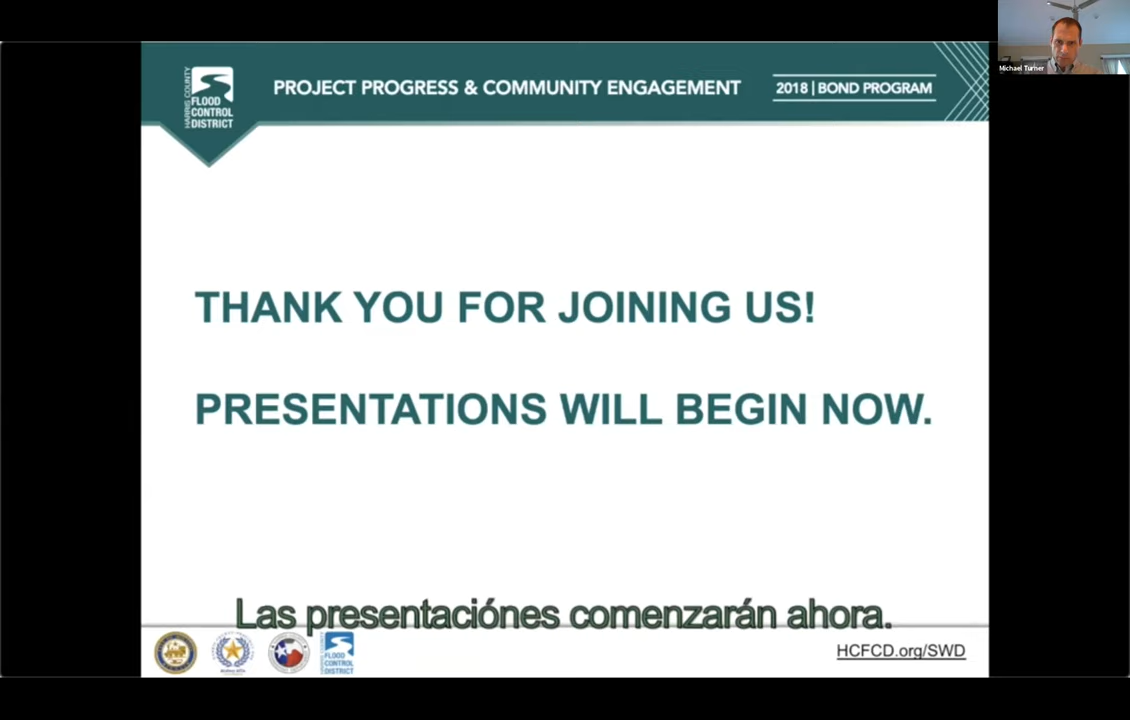 HARRIS COUNTY
FLOOD
CONTROL
DISTRICT
PROJECT PROGRESS & COMMUNITY ENGAGEMENT
2018 | BOND PROGRAM
Michael Turner
THANK YOU FOR JOINING US!
PRESENTATIONS WILL BEGIN NOW.
Las presentaciónes comenzarán ahora.
FLOOD
CONTROL
DISTRICT
HCFCD.org/SWD